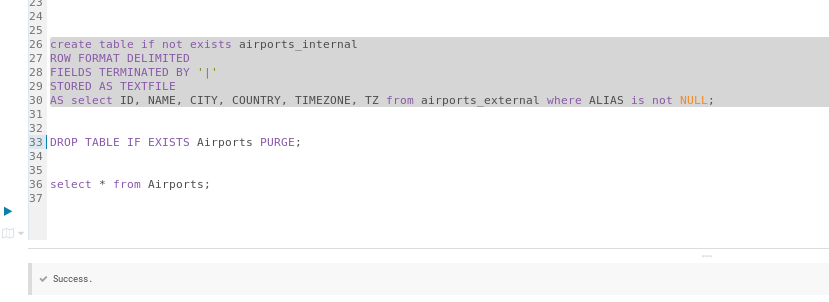 23
24
25
26 create table if not exists airports_internal
27 ROW FORMAT DELIMITED
28 FIELDS TERMINATED BY '|'
29 STORED AS TEXTFILE
30 AS select ID, NAME, CITY, COUNTRY, TIMEZONE, TZ from airports_external where ALIAS is not NULL;
31
32
33 DROP TABLE IF EXISTS Airports PURGE;
34
35
36 select * from Airports;
37
Success.